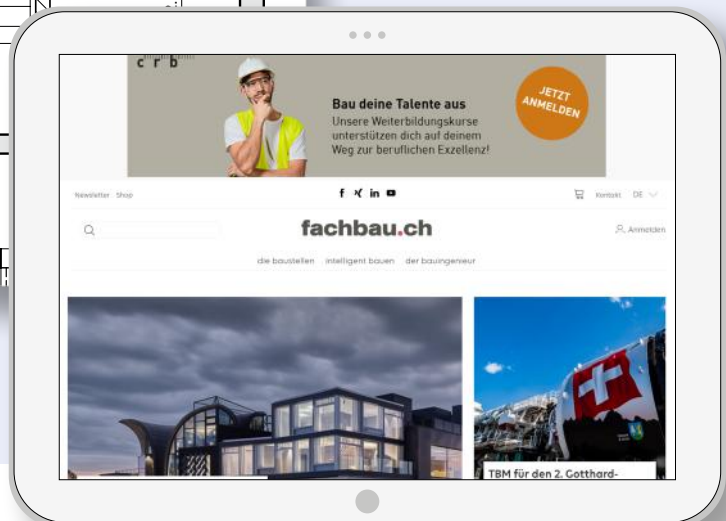 crb
Bau deine Talente aus
Unsere Weiterbildungskurse
unterstützen dich auf deinem
Weg zur beruflichen Exzellenz!
JETZT
ANMELDEN
Newsletter Shop
Kontakt DE
fachbau.ch
Anmelden
die baustellen intelligent bauen der bauingenieur
TBM für den 2. Gotthard-